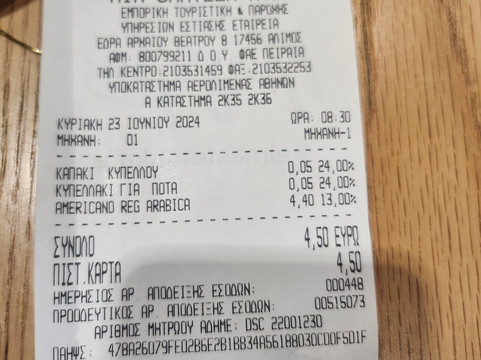 ΕΜΠΟΡΙΚΗ ΤΟΥΡΙΣΤΙΚΗ & ΠΑΡΟΧΗΣ
ΥΠΗΡΕΣΙΩΝ ΕΣΤΙΑΣΗΣ ΕΤΑΙΡΕΙΑ
ΕΔΡΑ ΑΡΧΑΙΟΥ ΘΕΑΤΡΟΥ 8 17456 ΑΛΙΜΟΣ
ΑΦΜ: 800799211 Δ.Ο.Υ. ΦΑΕ ΠΕΙΡΑΙΑ
ΤΗΛ ΚΕΝΤΡΟ:2103531459 ΦΑΞ:2103532253
ΥΠΟΚΑΤΑΣΤΗΜΑ ΑΕΡΟΛΙΜΕΝΑΣ ΑΘΗΝΩΝ
Α ΚΑΤΑΣΤΗΜΑ 2Κ35 2Κ36
ΚΥΡΙΑΚΗ 23 ΙΟΥΝΙΟΥ 2024 ΩΡΑ: 08:30
ΜΗΧΑΝΗ: 01 ΜΗΧΑΝΗ-1
ΚΑΠΑΚΙ ΚΥΠΕΛΛΟΥ 0,05 24,00%
ΚΥΠΕΛΛΑΚΙ ΓΙΑ ΠΟΤΑ 0,05 24,00%
AMERICANO REG ARABICA 4,40 13,00%
ΣΥΝΟΛΟ 4,50 ΕΥΡΩ
ΠΙΣΤ.ΚΑΡΤΑ 4,50
ΗΜΕΡΗΣΙΟΣ ΑΡ. ΑΠΟΔΕΙΞΗΣ ΕΣΟΔΩΝ: 000448
ΠΡΟΟΔΕΥΤΙΚΟΣ ΑΡ. ΑΠΟΔΕΙΞΗΣ ΕΣΟΔΩΝ: 00515073
ΑΡΙΘΜΟΣ ΜΗΤΡΩΟΥ ΑΔΗΜΕ: DSC 22001230
ΠΑΗΨΣ: